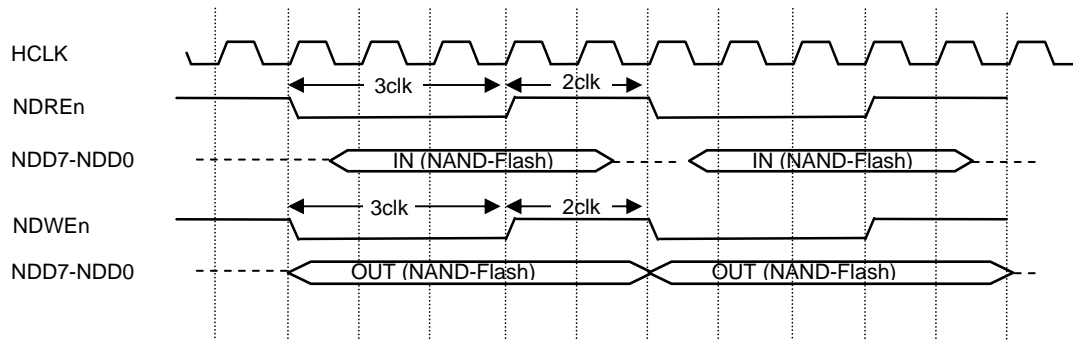 HCLK
3clk 2clk
NDREn
NDD7-NDD0 IN (NAND-Flash) IN (NAND-Flash)
3clk 2clk
NDWEn
NDD7-NDD0 OUT (NAND-Flash) OUT (NAND-Flash)